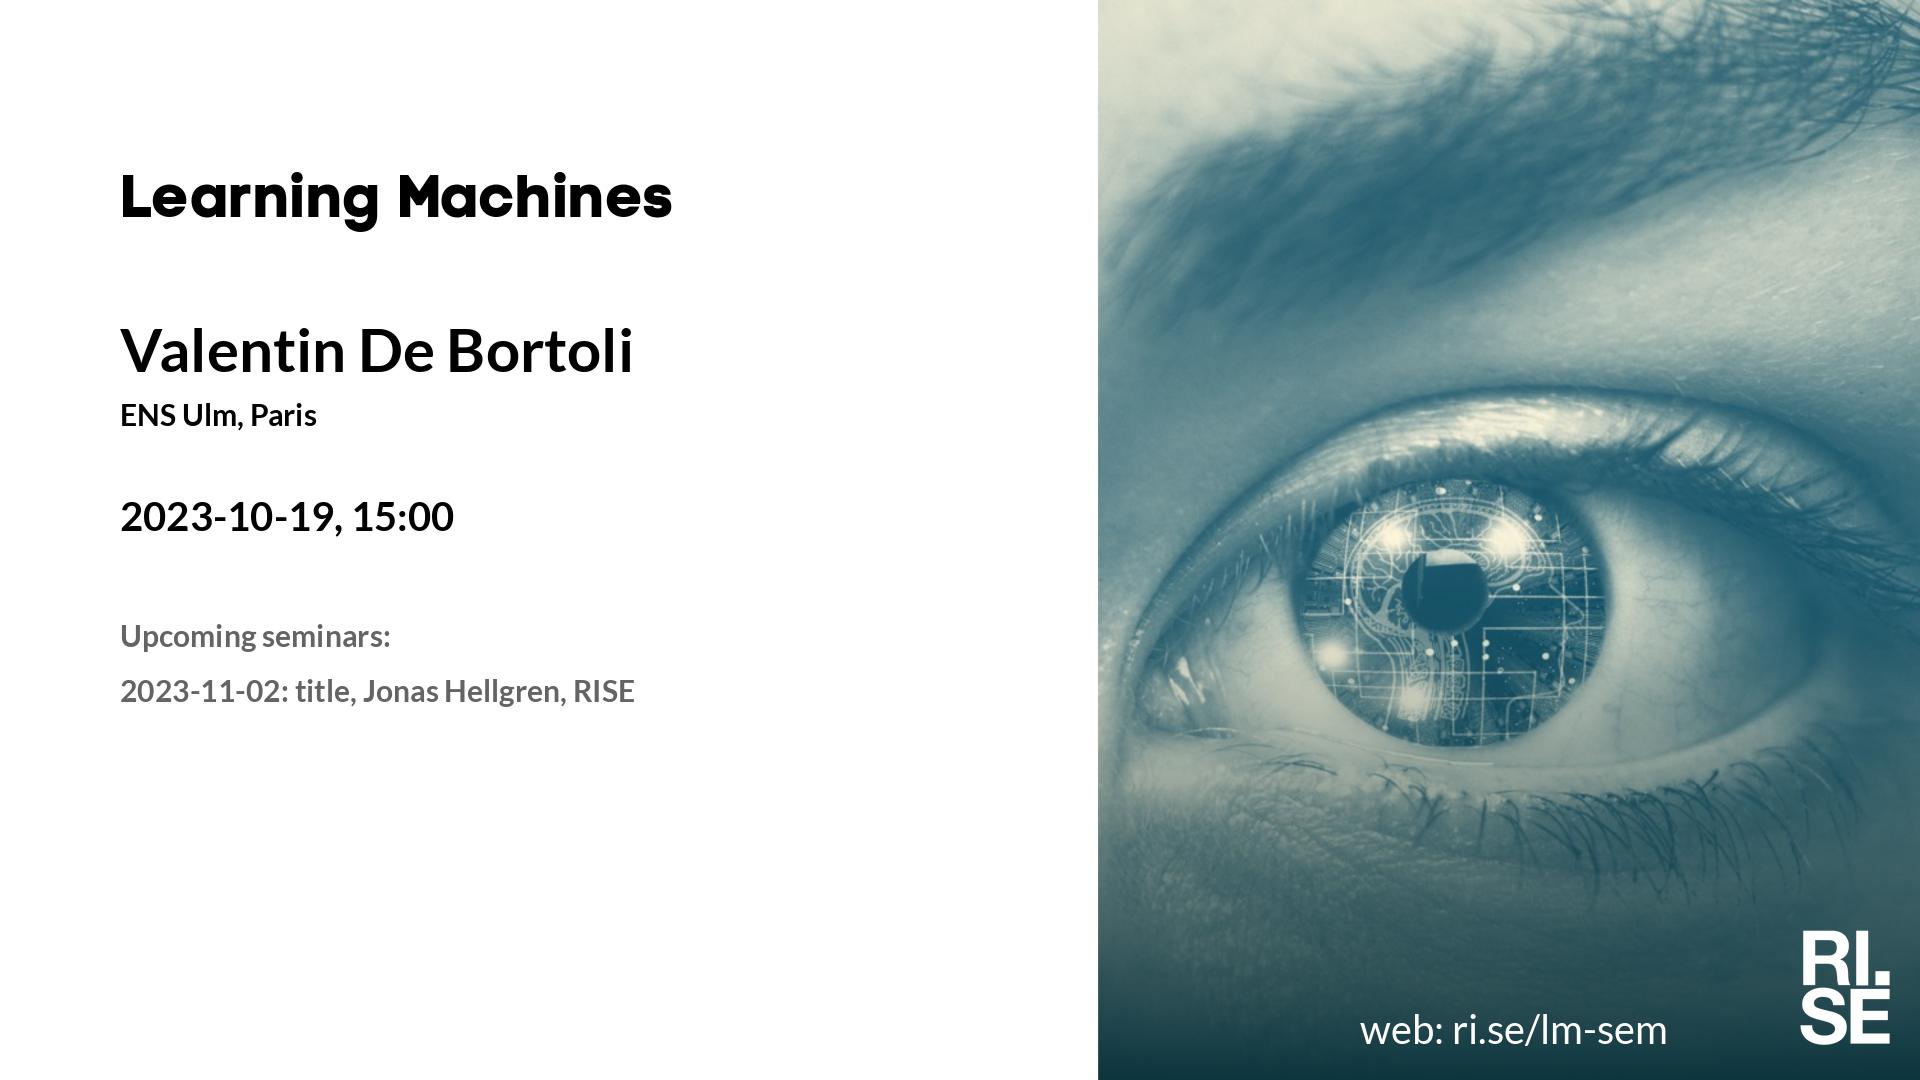 Learning Machines
Valentin De Bortoli
ENS Ulm, Paris
2023-10-19, 15:00
Upcoming seminars:
2023-11-02: title, Jonas Hellgren, RISE
web: ri.se/lm-sem
RI.
SE